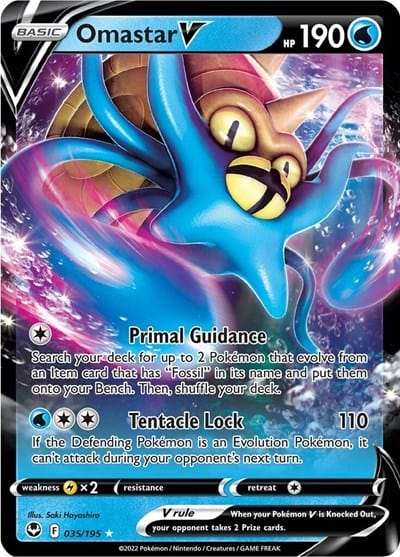 BASIC Omastar V HP 190
Primal Guidance
Search your deck for up to 2 Pokémon that evolve from
an Item card that has "Fossil" in its name and put them
onto your Bench. Then, shuffle your deck.
Tentacle Lock 110
If the Defending Pokémon is an Evolution Pokémon, it
can't attack during your opponent's next turn.
weakness ×2 resistance retreat
Illus. Saki Hayashiro
F 035/195
V rule When your Pokémon V is Knocked Out,
your opponent takes 2 Prize cards.
©2022 Pokémon / Nintendo / Creatures / GAME FREAK